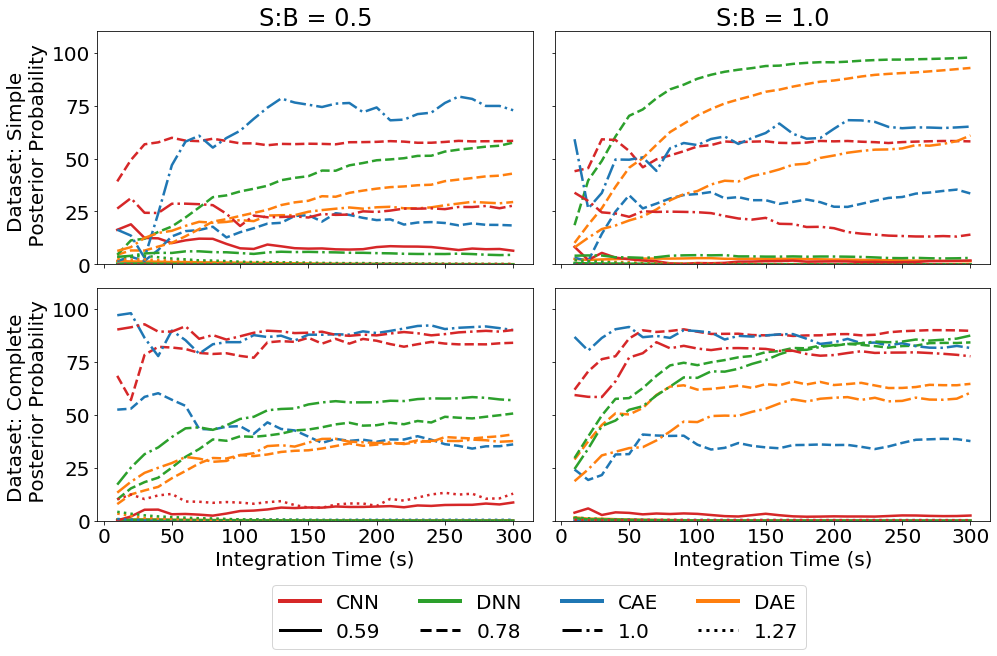 S:B = 0.5
S:B = 1.0
Dataset: Simple
Posterior Probability
100
75
50
25
0
Dataset: Complete
Posterior Probability
100
75
50
25
0
0 50 100 150 200 250 300
0 50 100 150 200 250 300
Integration Time (s)
Integration Time (s)
CNN DNN CAE DAE
0.59 0.78 1.0 1.27